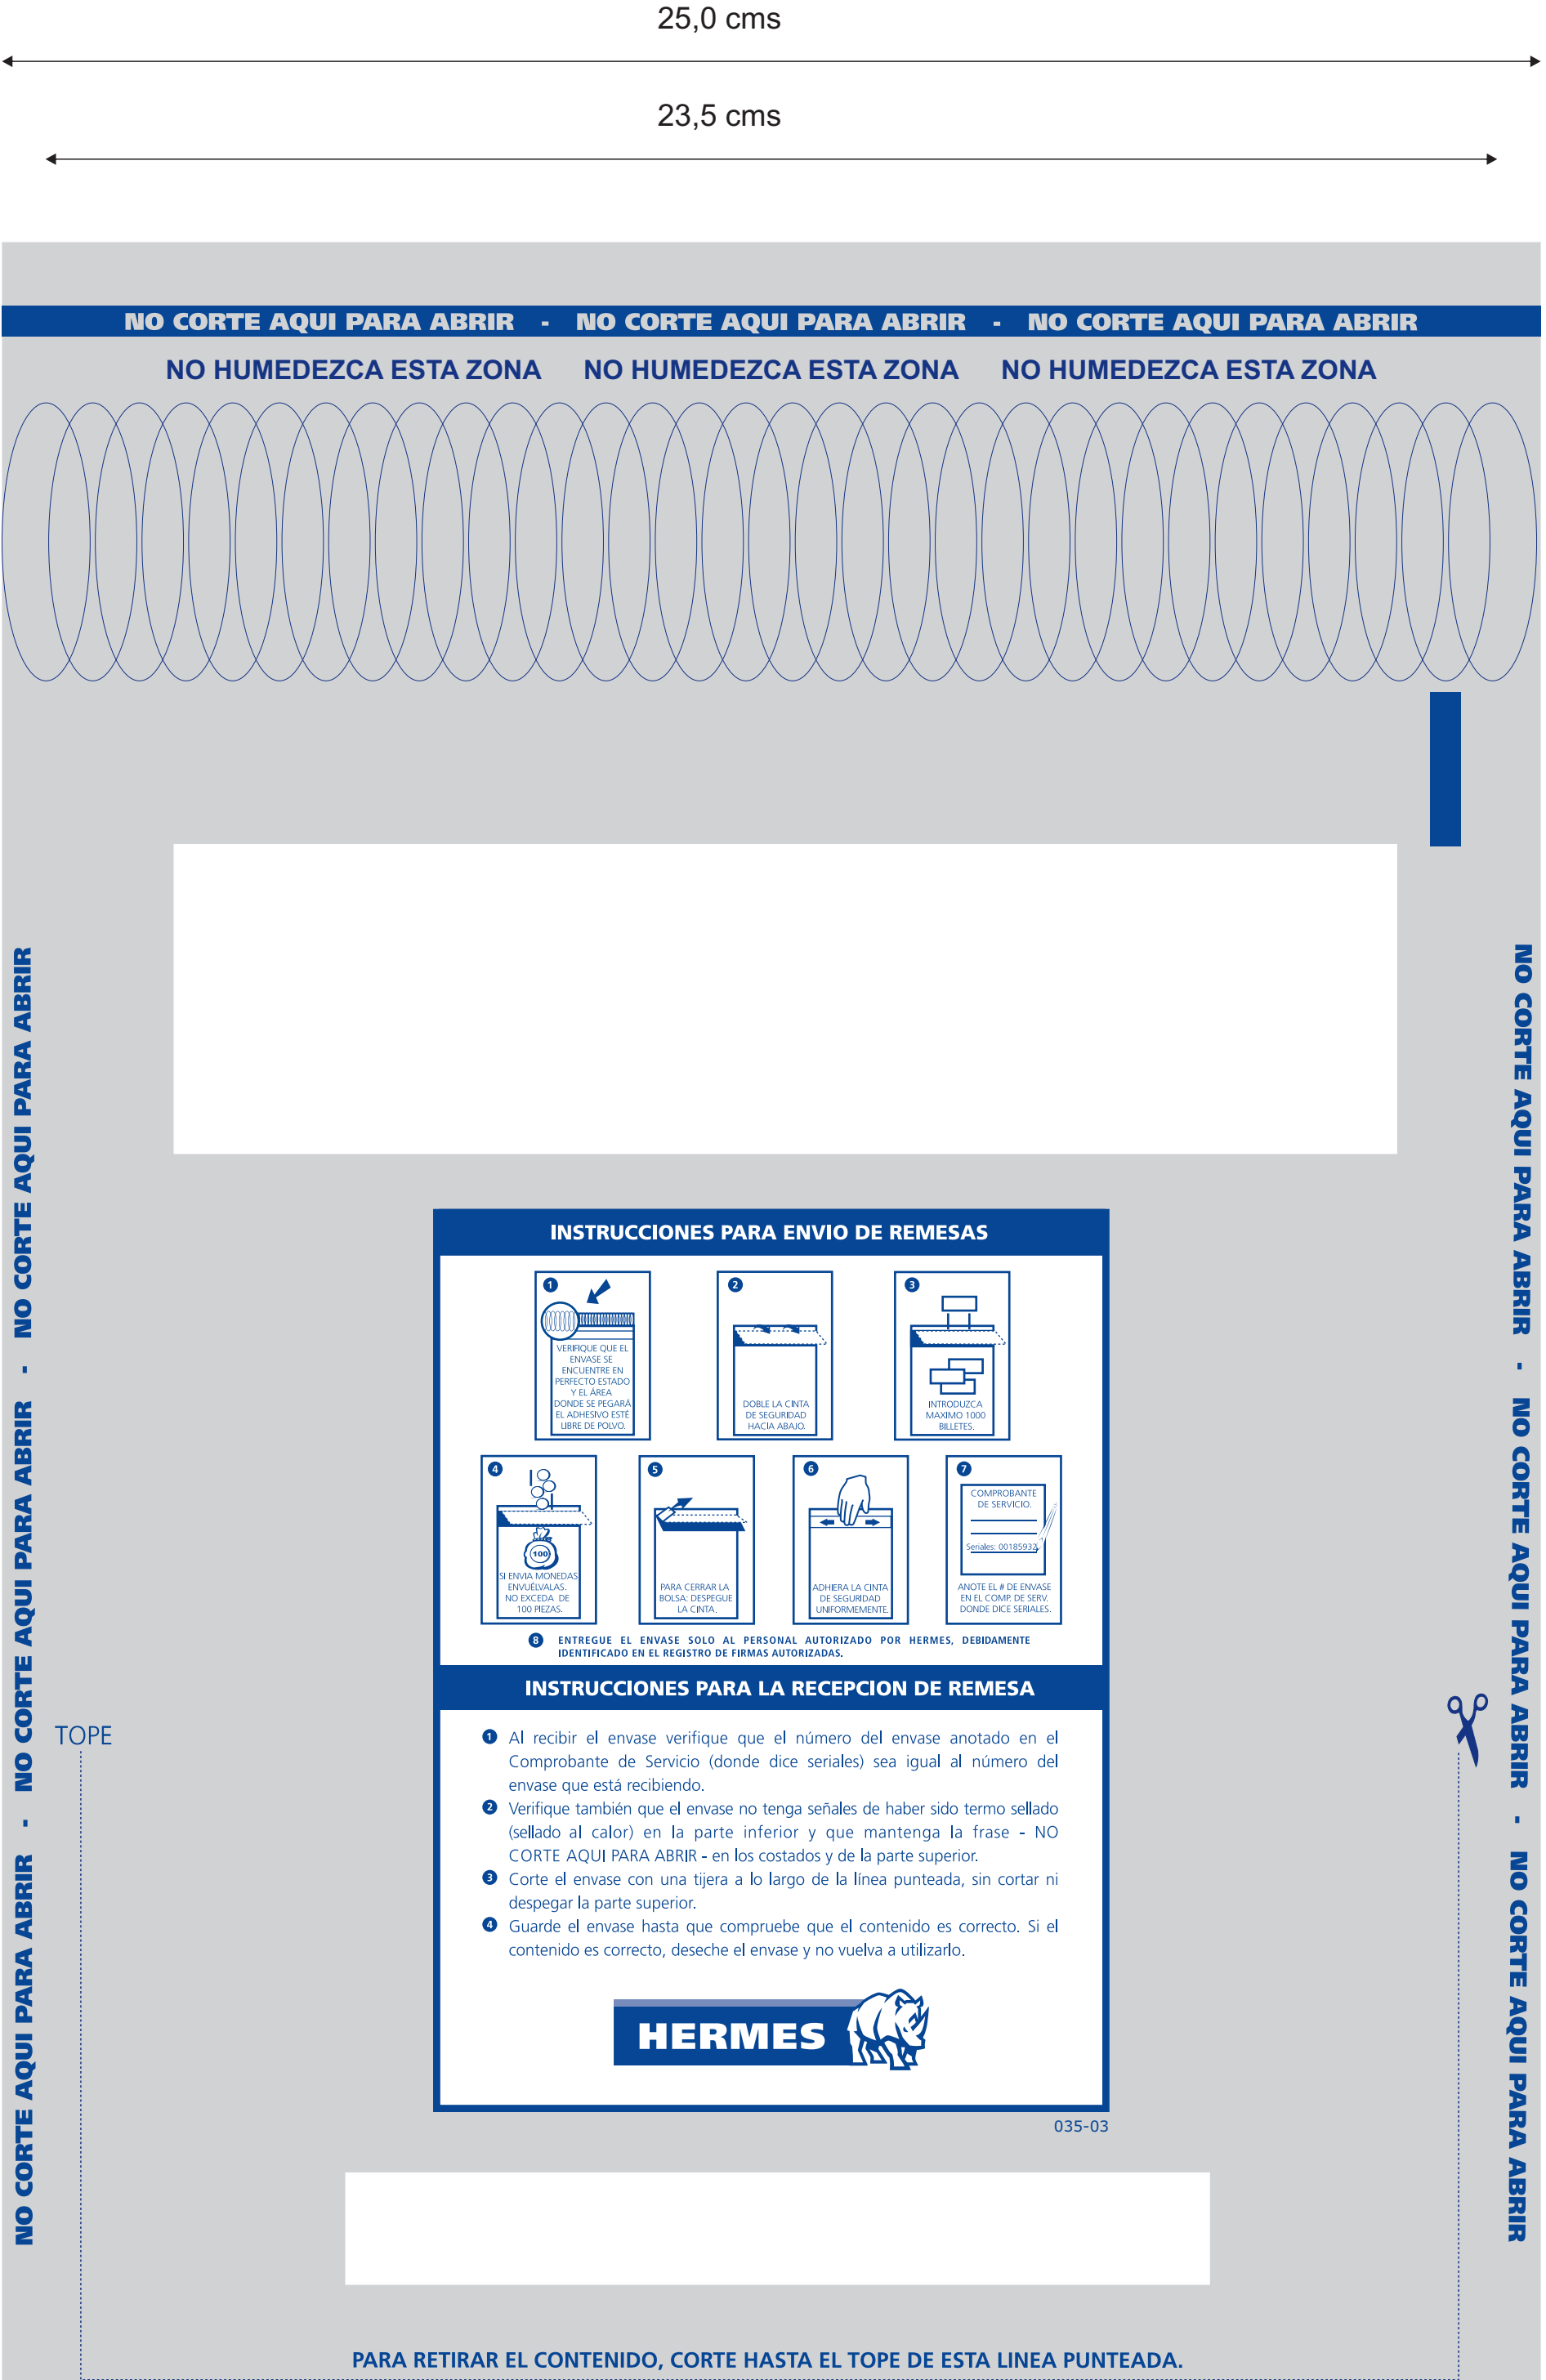 25,0 cms
23,5 cms
NO CORTE AQUI PARA ABRIR - NO CORTE AQUI PARA ABRIR - NO CORTE AQUI PARA ABRIR
NO HUMEDEZCA ESTA ZONA NO HUMEDEZCA ESTA ZONA NO HUMEDEZCA ESTA ZONA
NO CORTE AQUI PARA ABRIR - NO CORTE AQUI PARA ABRIR - NO CORTE AQUI PARA ABRIR
NO CORTE AQUI PARA ABRIR - NO CORTE AQUI PARA ABRIR - NO CORTE AQUI PARA ABRIR
INSTRUCCIONES PARA ENVIO DE REMESAS
1
VERIFIQUE QUE EL
ENVASE SE
ENCUENTRE EN
PERFECTO ESTADO
Y EL ÁREA
DONDE SE PEGARÁ
EL ADHESIVO ESTÉ
LIBRE DE POLVO.
2
DOBLE LA CINTA
DE SEGURIDAD
HACIA ABAJO.
3
INTRODUZCA
MAXIMO 1000
BILLETES.
4
100
SI ENVIA MONEDAS
ENVUÉLVALAS.
NO EXCEDA DE
100 PIEZAS.
5
PARA CERRAR LA
BOLSA: DESPEGUE
LA CINTA.
6
ADHIERA LA CINTA
DE SEGURIDAD
UNIFORMEMENTE.
7
COMPROBANTE
DE SERVICIO.
Seriales: 00185932
ANOTE EL # DE ENVASE
EN EL COMP. DE SERV.
DONDE DICE SERIALES.
8 ENTREGUE EL ENVASE SOLO AL PERSONAL AUTORIZADO POR HERMES, DEBIDAMENTE
IDENTIFICADO EN EL REGISTRO DE FIRMAS AUTORIZADAS.
INSTRUCCIONES PARA LA RECEPCION DE REMESA
1 Al recibir el envase verifique que el número del envase anotado en el
Comprobante de Servicio (donde dice seriales) sea igual al número del
envase que está recibiendo.
2 Verifique también que el envase no tenga señales de haber sido termo sellado
(sellado al calor) en la parte inferior y que mantenga la frase - NO
CORTE AQUI PARA ABRIR - en los costados y de la parte superior.
3 Corte el envase con una tijera a lo largo de la línea punteada, sin cortar ni
despegar la parte superior.
4 Guarde el envase hasta que compruebe que el contenido es correcto. Si el
contenido es correcto, deseche el envase y no vuelva a utilizarlo.
HERMES
035-03
TOPE
PARA RETIRAR EL CONTENIDO, CORTE HASTA EL TOPE DE ESTA LINEA PUNTEADA.